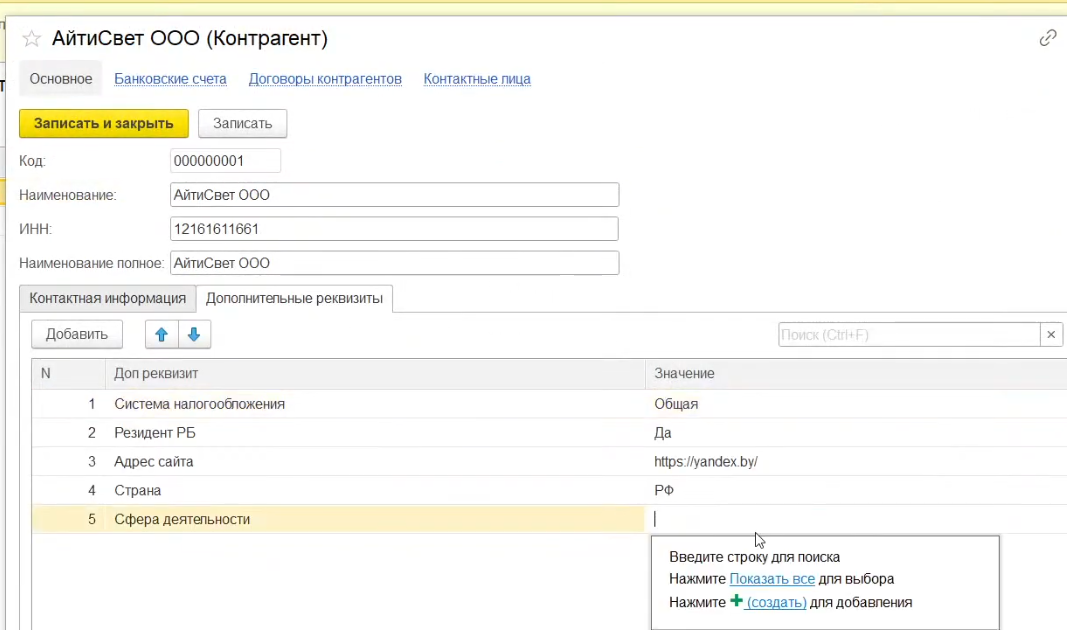 АйтиСвет ООО (Контрагент)
Основное Банковские счета Договоры контрагентов Контактные лица
Записать и закрыть Записать
Код: 000000001
Наименование: АйтиСвет ООО
ИНН: 12161611661
Наименование полное: АйтиСвет ООО
Контактная информация Дополнительные реквизиты
Добавить Поиск (Ctrl+F) ×
N Доп реквизит Значение
1 Система налогообложения Общая
2 Резидент РБ Да
3 Адрес сайта https://yandex.by/
4 Страна РФ
5 Сфера деятельности
Введите строку для поиска
Нажмите Показать все для выбора
Нажмите + (создать) для добавления